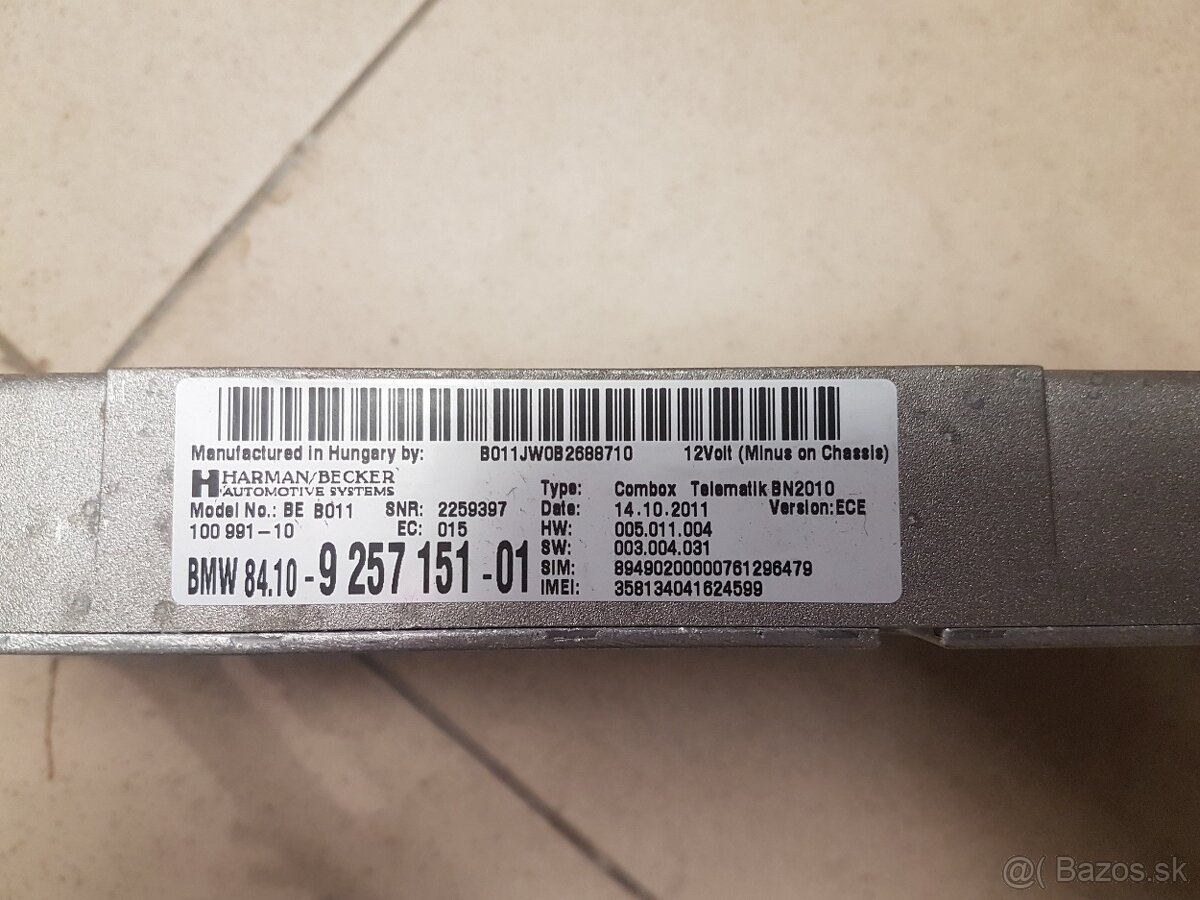 Manufactured in Hungary by: B011JW0B2688710 12Volt (Minus on Chassis)
HARMAN/BECKER
AUTOMOTIVE SYSTEMS
Type: Combox Telematik BN2010
Model No.: BE B011 SNR: 2259397 Date: 14.10.2011 Version: ECE
100 991-10 EC: 015 HW: 005.011.004
SW: 003.004.031
BMW 84.10 - 9 257 151 - 01 SIM: 89490200000761296479
IMEI: 358134041624599
@( Bazos.sk